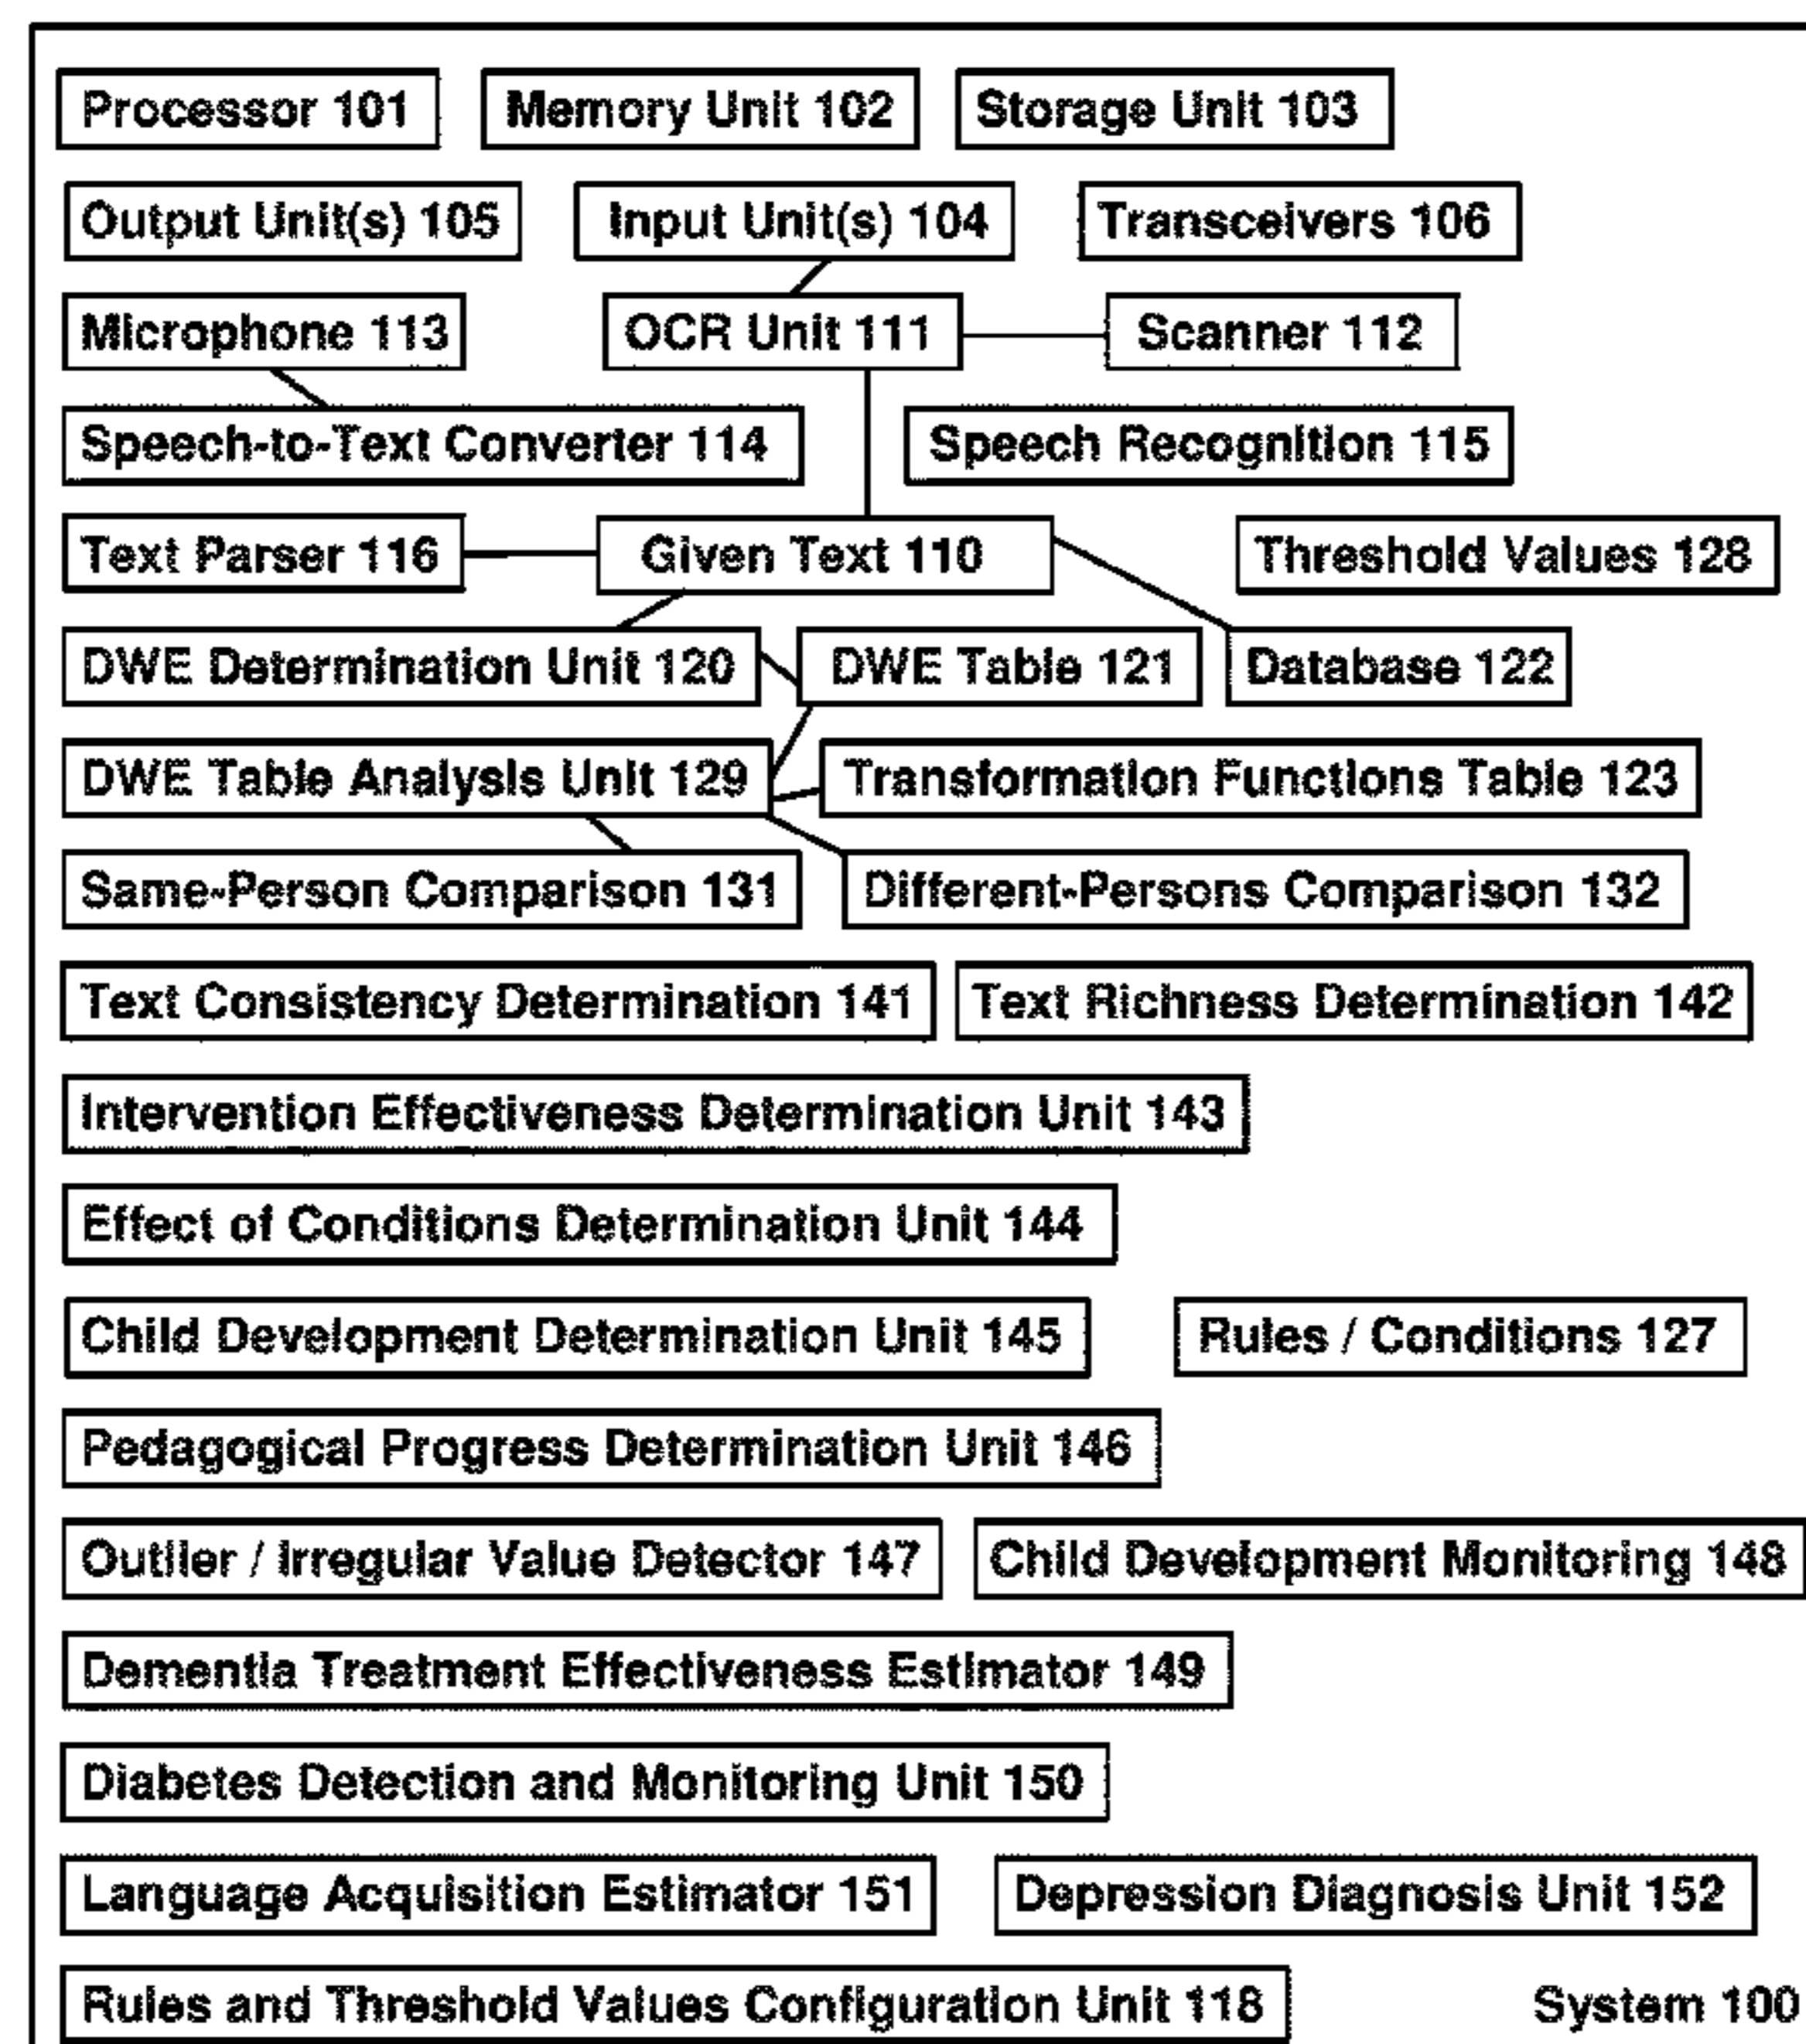 Processor 101 Memory Unit 102 Storage Unit 103
Output Unit(s) 105 Input Unit(s) 104 Transceivers 106
Microphone 113 OCR Unit 111 Scanner 112
Speech-to-Text Converter 114 Speech Recognition 115
Text Parser 116 Given Text 110 Threshold Values 128
DWE Determination Unit 120 DWE Table 121 Database 122
DWE Table Analysis Unit 129 Transformation Functions Table 123
Same-Person Comparison 131 Different-Persons Comparison 132
Text Consistency Determination 141 Text Richness Determination 142
Intervention Effectiveness Determination Unit 143
Effect of Conditions Determination Unit 144
Child Development Determination Unit 145 Rules / Conditions 127
Pedagogical Progress Determination Unit 146
Outlier / Irregular Value Detector 147 Child Development Monitoring 148
Dementia Treatment Effectiveness Estimator 149
Diabetes Detection and Monitoring Unit 150
Language Acquisition Estimator 151 Depression Diagnosis Unit 152
Rules and Threshold Values Configuration Unit 118 System 100